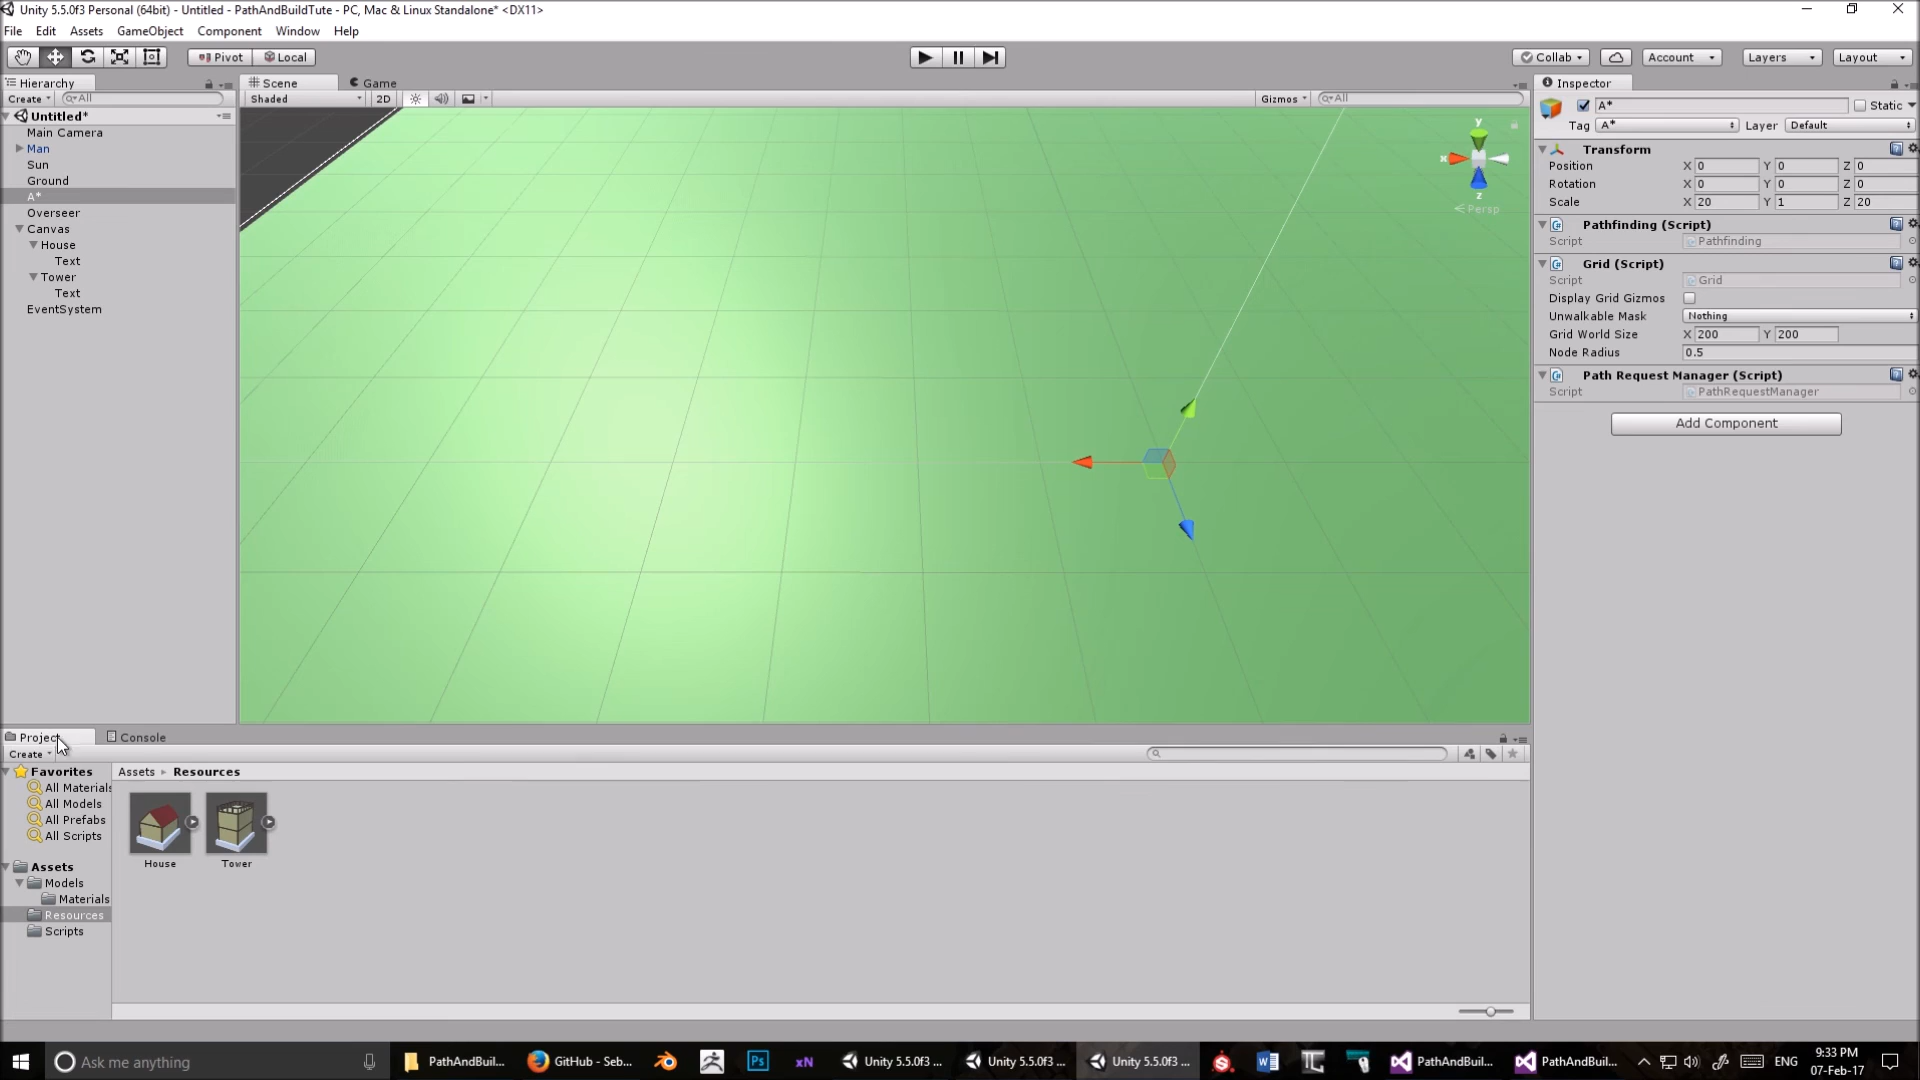 Unity 5.5.0f3 Personal (64bit) - Untitled - PathAndBuildTute - PC, Mac & Linux Standalone* <DX11>
File Edit Assets GameObject Component Window Help
Pivot Local Collab Account Layers Layout
Hierarchy Scene Game Inspector
Create All Shaded 2D Gizmos All
A* Static
Tag A* Layer Default
Untitled*
Main Camera
Man
Sun
Ground
A*
Overseer
Canvas
House
Text
Tower
Text
EventSystem
y
x
z
Persp
Transform
Position X 0 Y 0 Z 0
Rotation X 0 Y 0 Z 0
Scale X 20 Y 1 Z 20
Pathfinding (Script)
Script Pathfinding
Grid (Script)
Script Grid
Display Grid Gizmos
Unwalkable Mask Nothing
Grid World Size X 200 Y 200
Node Radius 0.5
Path Request Manager (Script)
Script PathRequestManager
Add Component
Project Console
Create
Favorites
All Materials
All Models
All Prefabs
All Scripts
Assets
Models
Materials
Resources
Scripts
Assets Resources
House Tower
Ask me anything
PathAndBuil...
GitHub - Seb...
Ps
xN
Unity 5.5.0f3 ...
Unity 5.5.0f3 ...
Unity 5.5.0f3 ...
PathAndBuil...
PathAndBuil...
ENG
9:33 PM
07-Feb-17